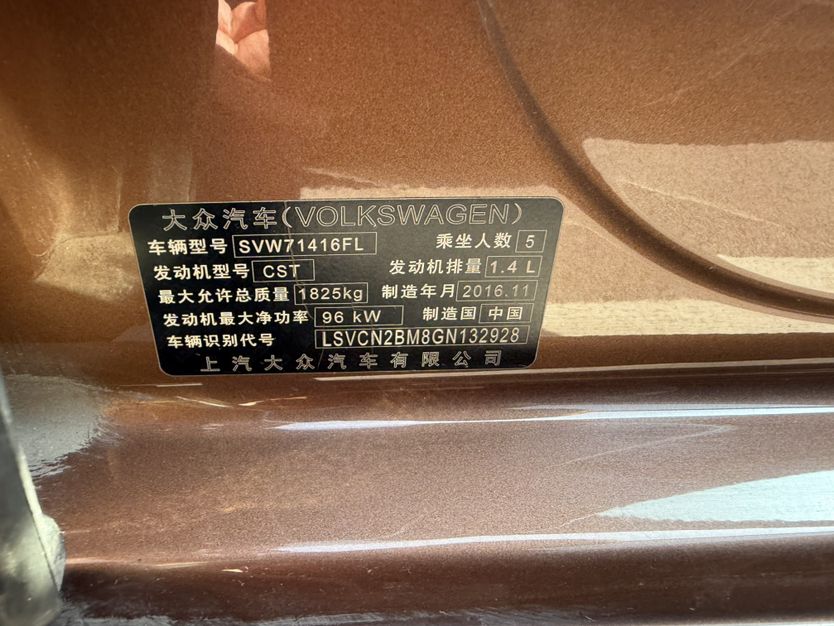 大众汽车(VOLKSWAGEN)
车辆型号 SVW71416FL 乘坐人数 5
发动机型号 CST 发动机排量 1.4 L
最大允许总质量 1825kg 制造年月 2016.11
发动机最大净功率 96 kW 制造国 中国
车辆识别代号 LSVCN2BM8GN132928
上汽大众汽车有限公司